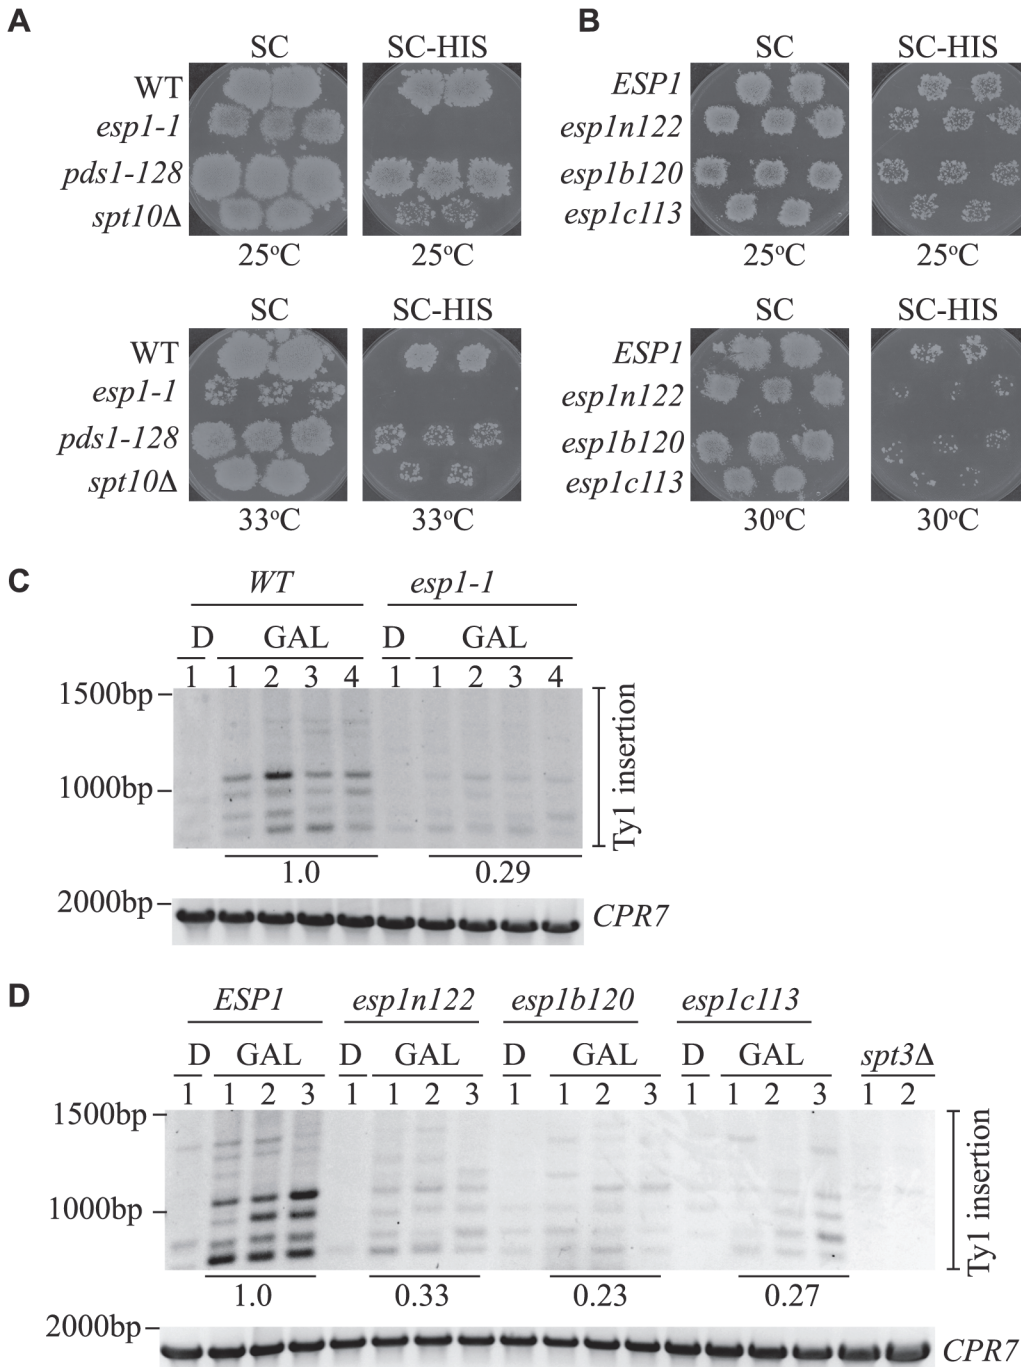 A
SC SC-HIS
WT
esp1-1
pds1-128
spt10Δ
25°C 25°C
SC SC-HIS
WT
esp1-1
pds1-128
spt10Δ
33°C 33°C
B
SC SC-HIS
ESP1
esp1n122
esp1b120
esp1c113
25°C 25°C
SC SC-HIS
ESP1
esp1n122
esp1b120
esp1c113
30°C 30°C
C
WT esp1-1
D GAL D GAL
1 1 2 3 4 1 1 2 3 4
1500bp
1000bp
Ty1 insertion
1.0 0.29
2000bp
CPR7
D
ESP1 esp1n122 esp1b120 esp1c113
D GAL D GAL D GAL D GAL spt3Δ
1 1 2 3 1 1 2 3 1 1 2 3 1 1 2 3 1 2
1500bp
1000bp
Ty1 insertion
1.0 0.33 0.23 0.27
2000bp
CPR7